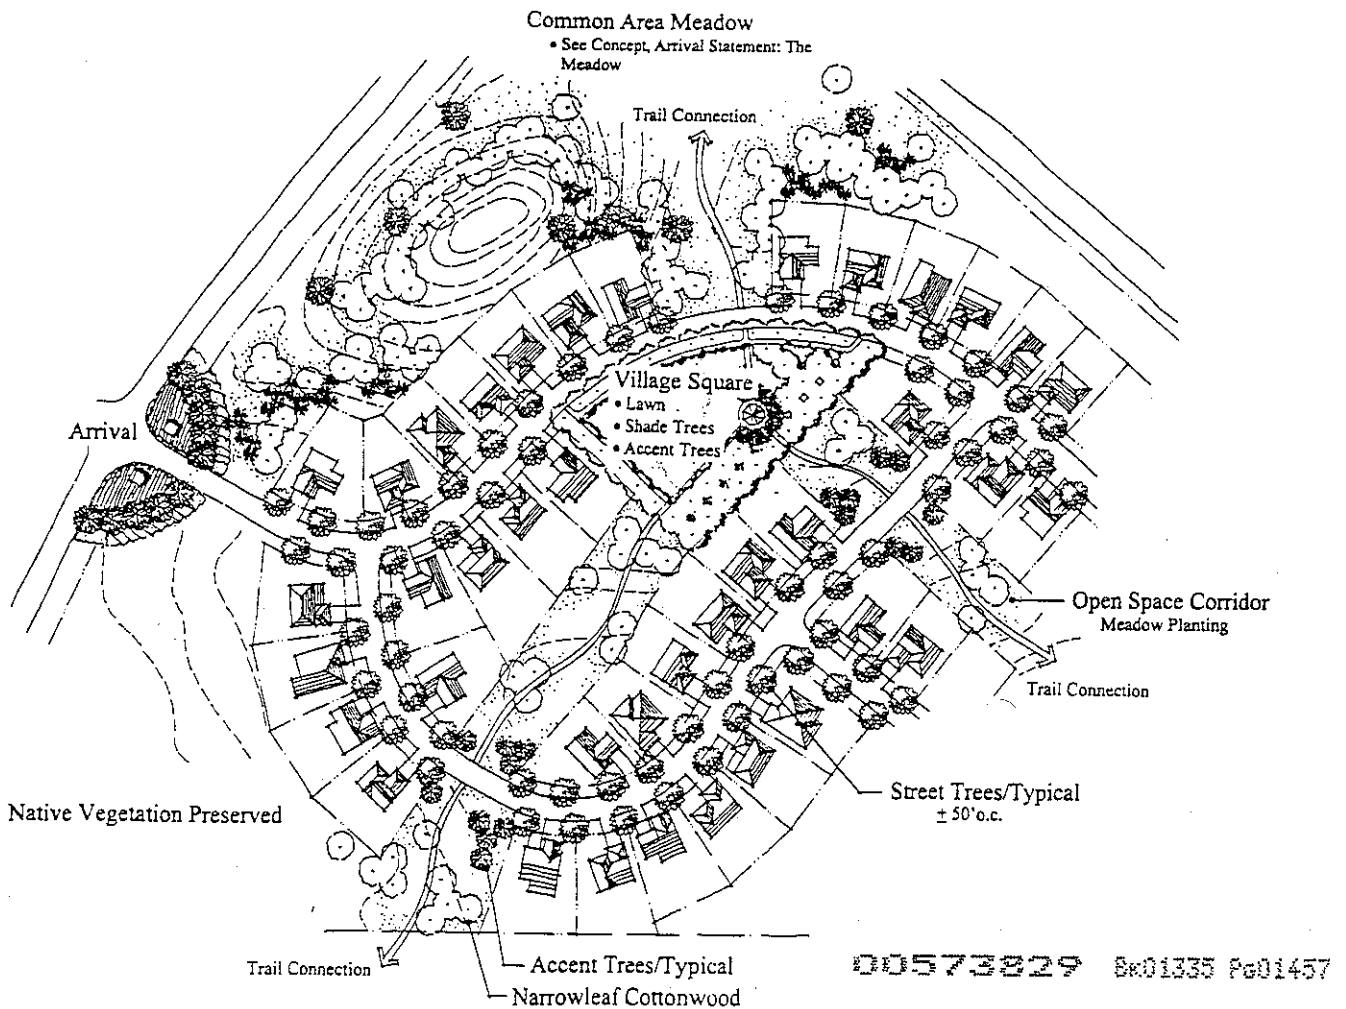 Common Area Meadow
• See Concept, Arrival Statement: The
Meadow
Trail Connection
Village Square
• Lawn
• Shade Trees
• Accent Trees
Arrival
Open Space Corridor
Meadow Planting
Trail Connection
Street Trees/Typical
± 50'o.c.
Native Vegetation Preserved
Trail Connection
Accent Trees/Typical
Narrowleaf Cottonwood
00573829 BK01335 PG01457